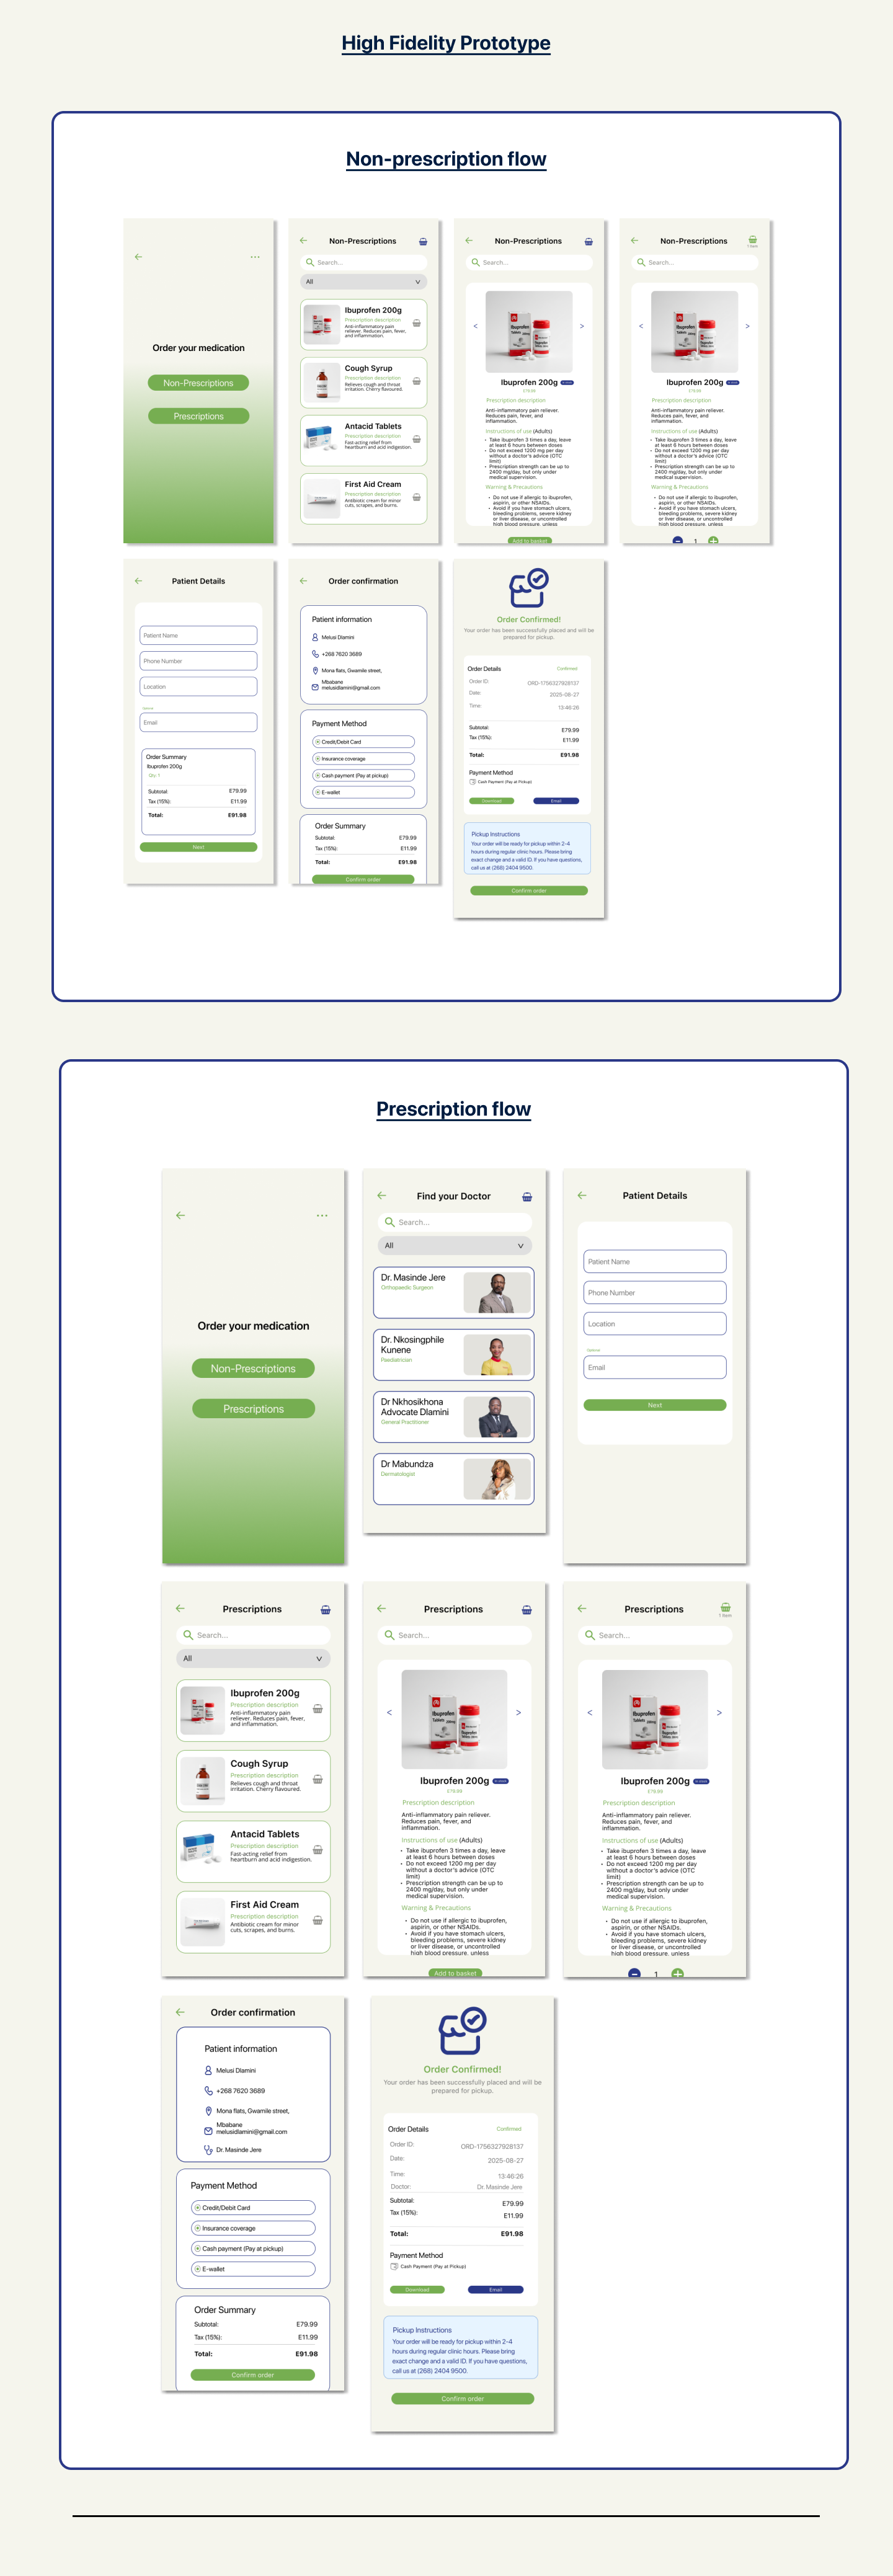 High Fidelity Prototype
Non-prescription flow
Order your medication
Non-Prescriptions
Prescriptions
Non-Prescriptions
Search...
All
Ibuprofen 200g
Prescription description
Anti-inflammatory pain
reliever. Reduces pain, fever,
and inflammation.
Cough Syrup
Prescription description
Relieves cough and throat
irritation. Cherry flavoured.
Antacid Tablets
Prescription description
Fast-acting relief from
heartburn and acid indigestion.
First Aid Cream
Prescription description
Antibiotic cream for minor
cuts, scrapes, and burns.
Non-Prescriptions
Search...
Ibuprofen
Ibuprofen 200g
E79.99
Prescription description
Anti-inflammatory pain reliever.
Reduces pain, fever, and
inflammation.
Instructions of use (Adults)
• Take ibuprofen 3 times a day, leave
at least 6 hours between doses
• Do not exceed 1200 mg per day
without a doctor's advice (OTC
limit)
• Prescription strength can be up to
2400 mg/day, but only under
medical supervision.
Warning & Precautions
• Do not use if allergic to ibuprofen,
aspirin, or other NSAIDs.
• Avoid if you have stomach ulcers,
bleeding problems, severe kidney
or liver disease, or uncontrolled
high blood pressure, unless
Add to basket
Non-Prescriptions
1 Item
Search...
Ibuprofen
Ibuprofen 200g
E79.99
Prescription description
Anti-inflammatory pain reliever.
Reduces pain, fever, and
inflammation.
Instructions of use (Adults)
• Take ibuprofen 3 times a day, leave
at least 6 hours between doses
• Do not exceed 1200 mg per day
without a doctor's advice (OTC
limit)
• Prescription strength can be up to
2400 mg/day, but only under
medical supervision.
Warning & Precautions
• Do not use if allergic to ibuprofen,
aspirin, or other NSAIDs.
• Avoid if you have stomach ulcers,
bleeding problems, severe kidney
or liver disease, or uncontrolled
high blood pressure, unless
1
Patient Details
Patient Name
Phone Number
Location
Optional
Email
Order Summary
Ibuprofen 200g
Qty. 1
Subtotal: E79.99
Tax (15%): E11.99
Total: E91.98
Next
Order confirmation
Patient information
Melusi Dlamini
+268 7620 3689
Mona flats, Gwamile street,
Mbabane
melusidlamini@gmail.com
Payment Method
Credit/Debit Card
Insurance coverage
Cash payment (Pay at pickup)
E-wallet
Order Summary
Subtotal: E79.99
Tax (15%): E11.99
Total: E91.98
Confirm order
Order Confirmed!
Your order has been successfully placed and will be
prepared for pickup.
Order Details Confirmed
Order ID: ORD-1756327928137
Date: 2025-08-27
Time: 13:46:26
Subtotal: E79.99
Tax (15%): E11.99
Total: E91.98
Payment Method
Cash Payment (Pay at Pickup)
Download Email
Pickup Instructions
Your order will be ready for pickup within 2-4
hours during regular clinic hours. Please bring
exact change and a valid ID. If you have questions,
call us at (268) 2404 9500.
Confirm order
Prescription flow
Order your medication
Non-Prescriptions
Prescriptions
Find your Doctor
Search...
All
Dr. Masinde Jere
Orthopaedic Surgeon
Dr. Nkosingphile
Kunene
Paediatrician
Dr Nkhosikhona
Advocate Dlamini
General Practitioner
Dr Mabundza
Dermatologist
Patient Details
Patient Name
Phone Number
Location
Optional
Email
Next
Prescriptions
Search...
All
Ibuprofen 200g
Prescription description
Anti-inflammatory pain
reliever. Reduces pain, fever,
and inflammation.
Cough Syrup
Prescription description
Relieves cough and throat
irritation. Cherry flavoured.
Antacid Tablets
Prescription description
Fast-acting relief from
heartburn and acid indigestion.
First Aid Cream
Prescription description
Antibiotic cream for minor
cuts, scrapes, and burns.
Prescriptions
Search...
Ibuprofen
Tablets
Ibuprofen 200g
E79.99
Prescription description
Anti-inflammatory pain reliever.
Reduces pain, fever, and
inflammation.
Instructions of use (Adults)
• Take ibuprofen 3 times a day, leave
at least 6 hours between doses
• Do not exceed 1200 mg per day
without a doctor's advice (OTC
limit)
• Prescription strength can be up to
2400 mg/day, but only under
medical supervision.
Warning & Precautions
• Do not use if allergic to ibuprofen,
aspirin, or other NSAIDs.
• Avoid if you have stomach ulcers,
bleeding problems, severe kidney
or liver disease, or uncontrolled
high blood pressure, unless
Add to basket
Prescriptions
1 Item
Search...
Ibuprofen
Tablets
Ibuprofen 200g
E79.99
Prescription description
Anti-inflammatory pain reliever.
Reduces pain, fever, and
inflammation.
Instructions of use (Adults)
• Take ibuprofen 3 times a day, leave
at least 6 hours between doses
• Do not exceed 1200 mg per day
without a doctor's advice (OTC
limit)
• Prescription strength can be up to
2400 mg/day, but only under
medical supervision.
Warning & Precautions
• Do not use if allergic to ibuprofen,
aspirin, or other NSAIDs.
• Avoid if you have stomach ulcers,
bleeding problems, severe kidney
or liver disease, or uncontrolled
high blood pressure, unless
1
Order confirmation
Patient information
Melusi Dlamini
+268 7620 3689
Mona flats, Gwamile street,
Mbabane
melusidlamini@gmail.com
Dr. Masinde Jere
Payment Method
Credit/Debit Card
Insurance coverage
Cash payment (Pay at pickup)
E-wallet
Order Summary
Subtotal: E79.99
Tax (15%): E11.99
Total: E91.98
Confirm order
Order Confirmed!
Your order has been successfully placed and will be
prepared for pickup.
Order Details Confirmed
Order ID: ORD-1756327928137
Date: 2025-08-27
Time: 13:46:26
Doctor: Dr. Masinde Jere
Subtotal: E79.99
Tax (15%): E11.99
Total: E91.98
Payment Method
Cash Payment (Pay at Pickup)
Download Email
Pickup Instructions
Your order will be ready for pickup within 2-4
hours during regular clinic hours. Please bring
exact change and a valid ID. If you have questions,
call us at (268) 2404 9500.
Confirm order